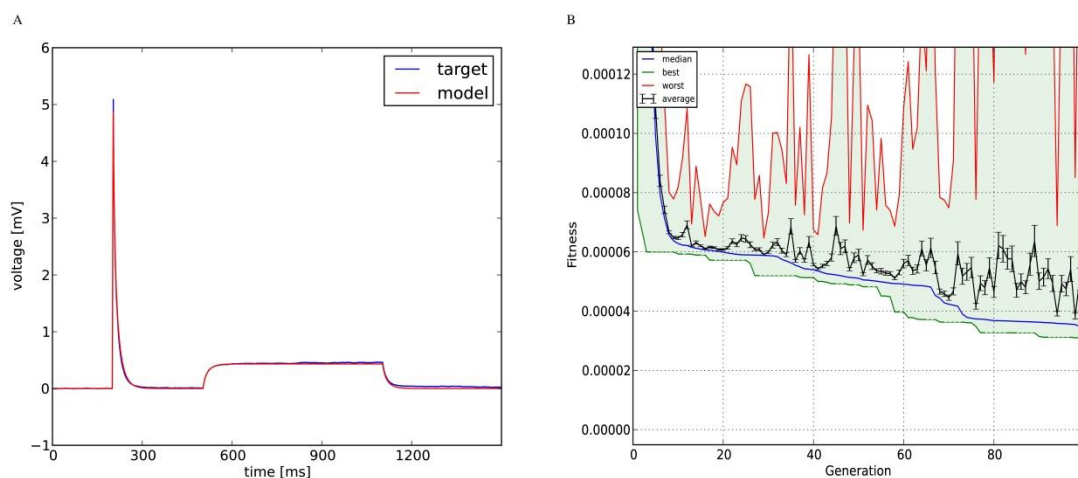 A
6
5
4
3
2
1
0
−1
voltage [mV]
target
model
0
300
600
900
1200
time [ms]
B
0.00012
0.00010
0.00008
0.00006
0.00004
0.00002
0.00000
Fitness
median
best
worst
average
0
20
40
60
80
Generation